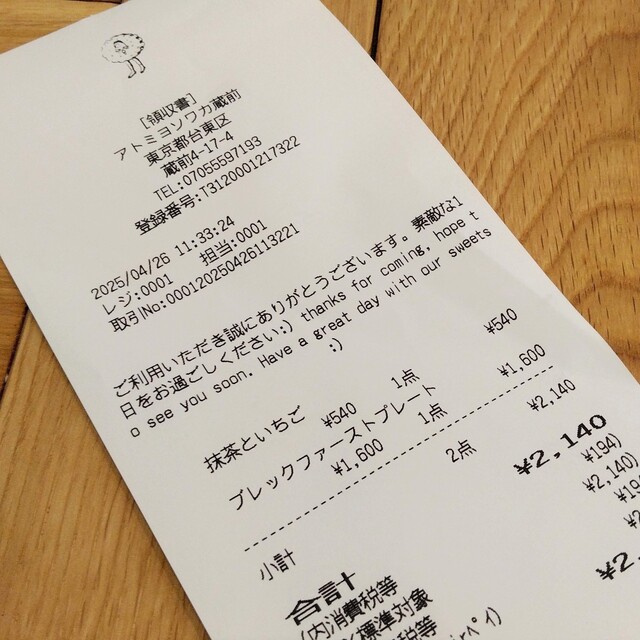 [領収書]
アトミヨソワカ蔵前
東京都台東区
蔵前4-17-4
TEL:07055597193
登録番号:T3120001217322
2025/04/26 11:33:24
レジ:0001 担当:0001
取引No:000120250426113221
ご利用いただき誠にありがとうございます。素敵な1
日をお過ごしください:) thanks for coming, hope t
o see you soon. Have a great day with our sweets
:)
抹茶といちご
¥540 1点 ¥540
ブレックファーストプレート
¥1,600 1点 ¥1,600
小計 2点 ¥2,140
合計 ¥2,140
(内)消費税等 ¥194)
標準対象 ¥2,140)
消費税等